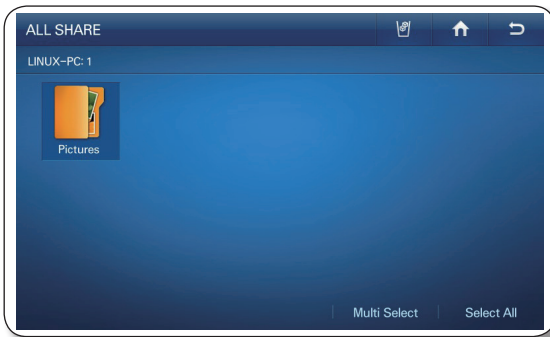 ALL SHARE
LINUX-PC: 1
Pictures
Multi Select Select All